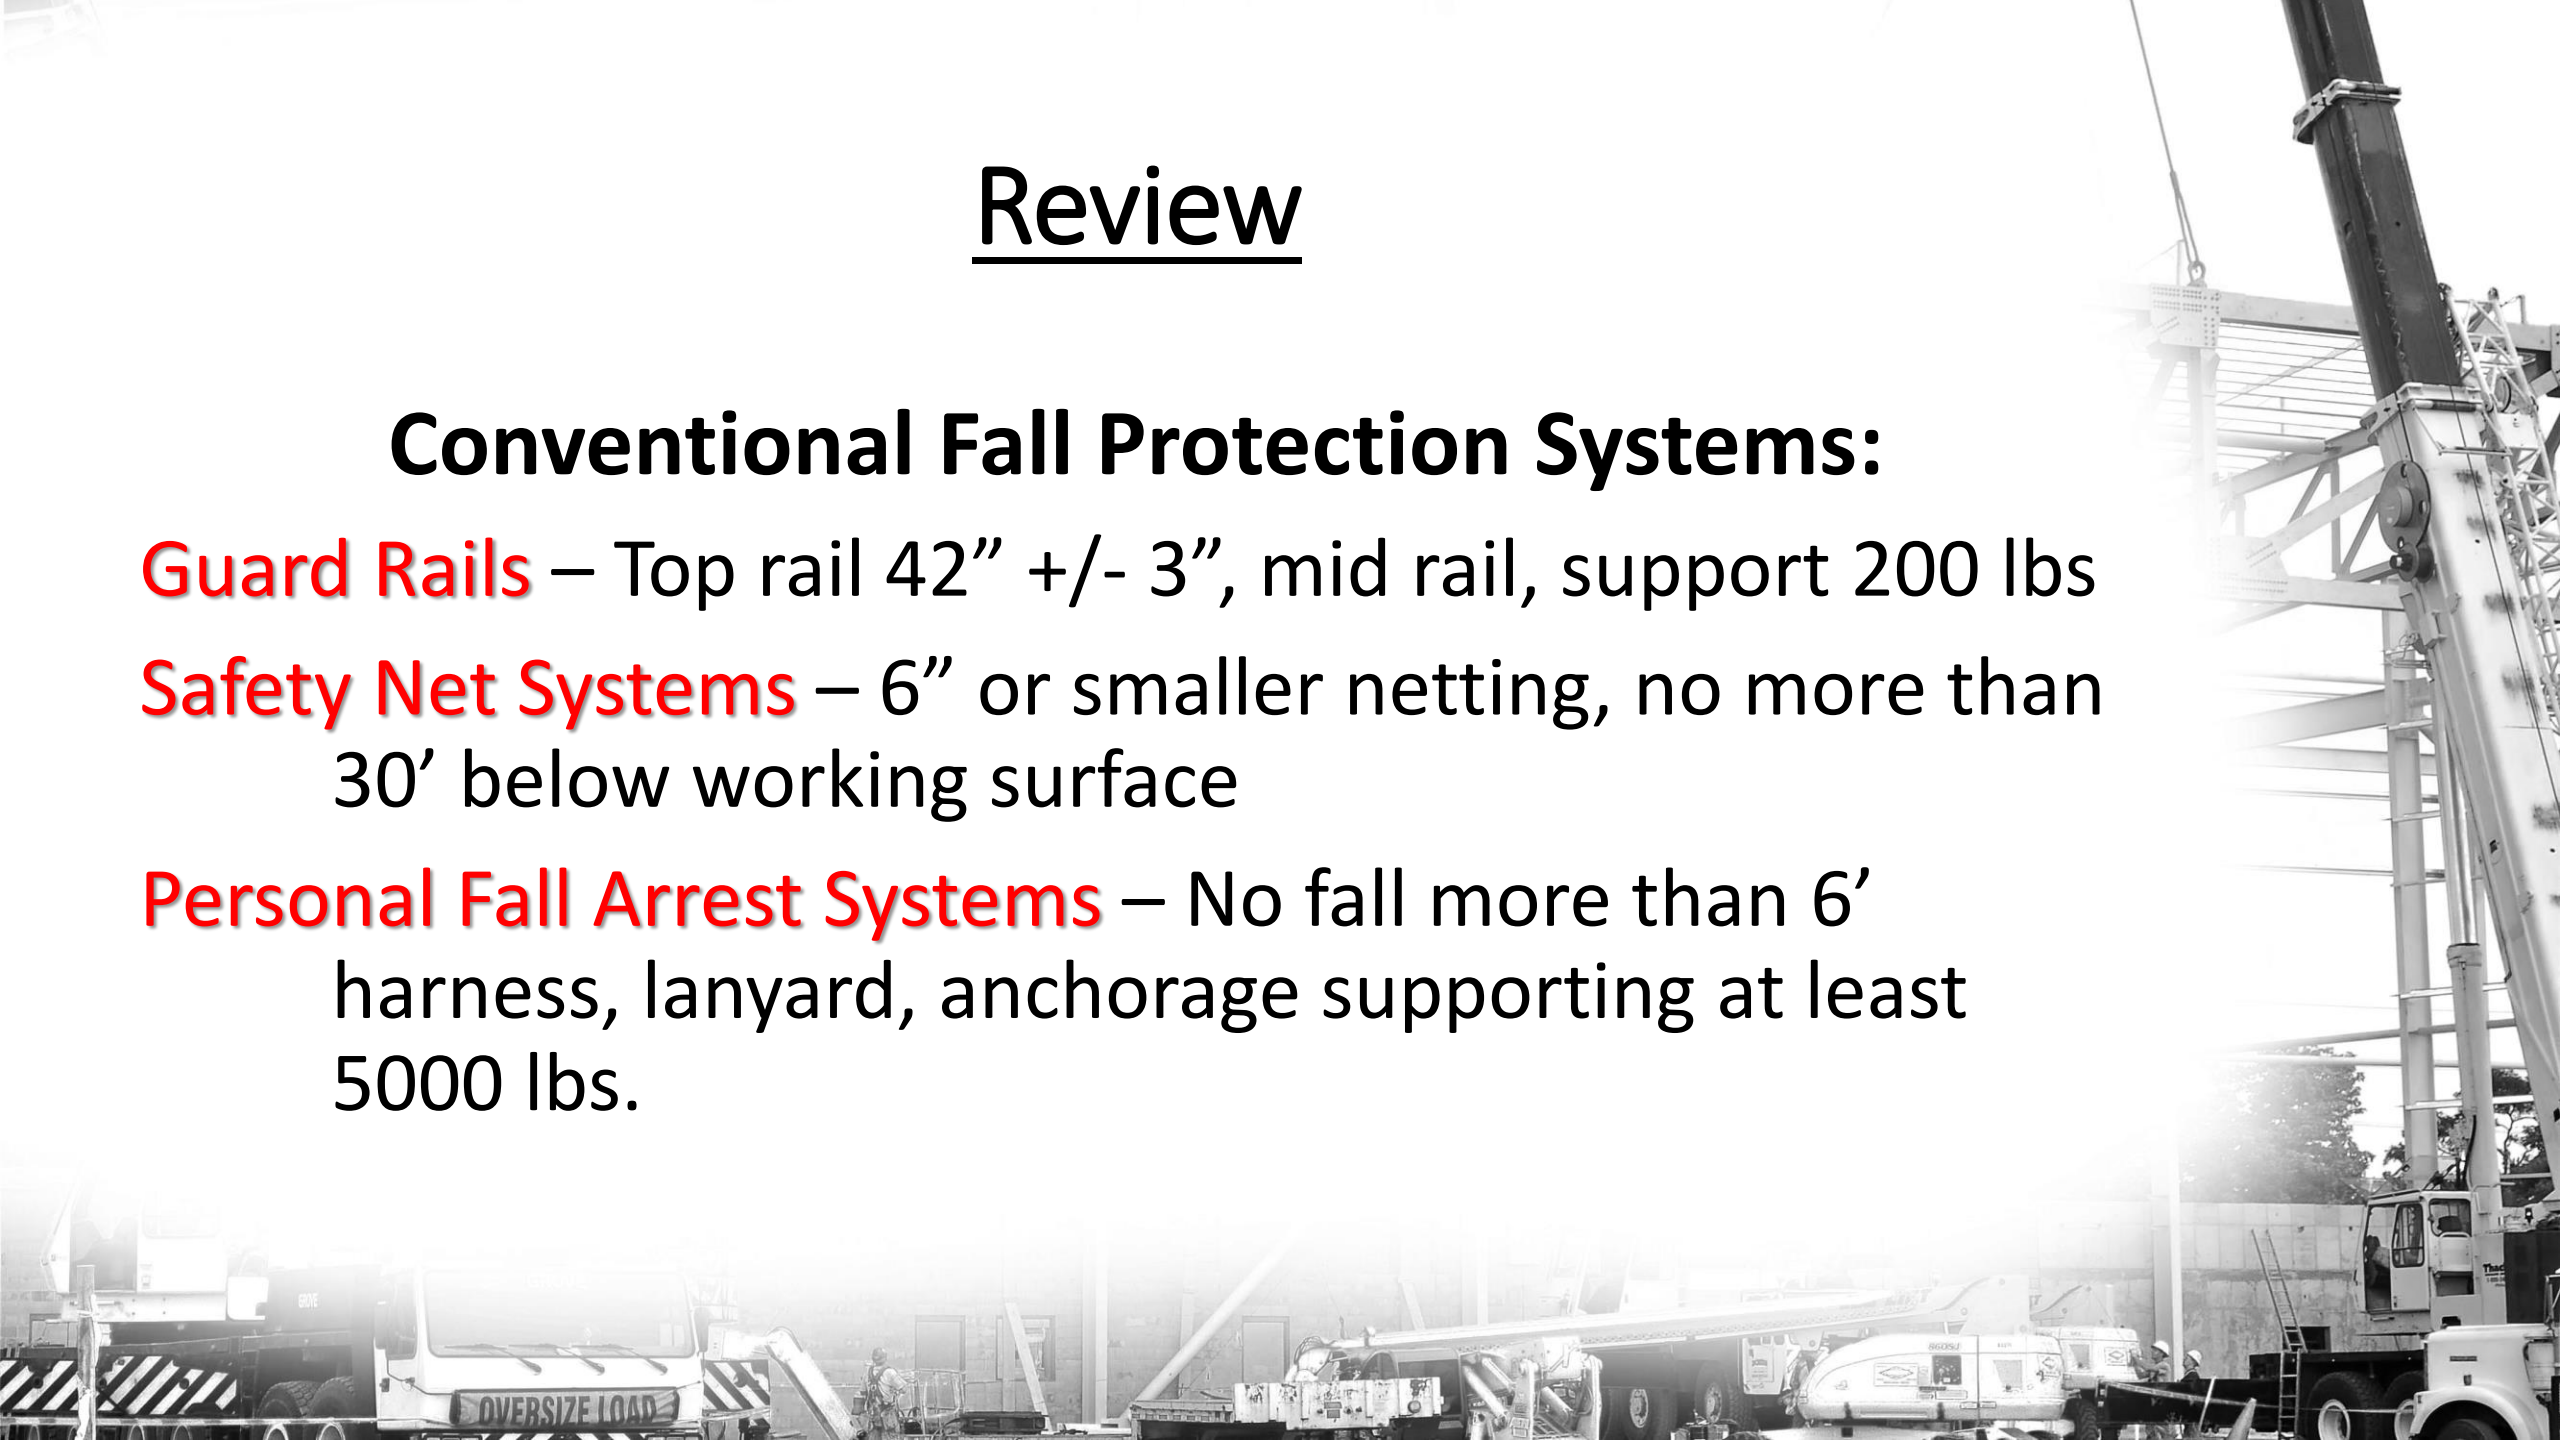 Review
Conventional Fall Protection Systems:
Guard Rails – Top rail 42” +/- 3”, mid rail, support 200 lbs
Safety Net Systems – 6” or smaller netting, no more than
30’ below working surface
Personal Fall Arrest Systems – No fall more than 6’
harness, lanyard, anchorage supporting at least
5000 lbs.
GROVE
OVERSIZE LOAD